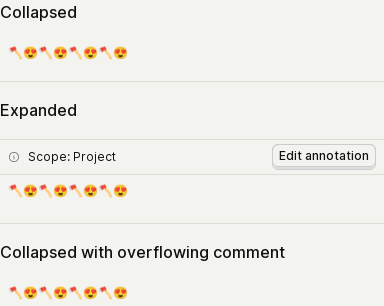 Collapsed
🪓😍🪓😍🪓😍🪓😍
Expanded
Scope: Project
Edit annotation
🪓😍🪓😍🪓😍🪓😍
Collapsed with overflowing comment
🪓😍🪓😍🪓😍🪓😍